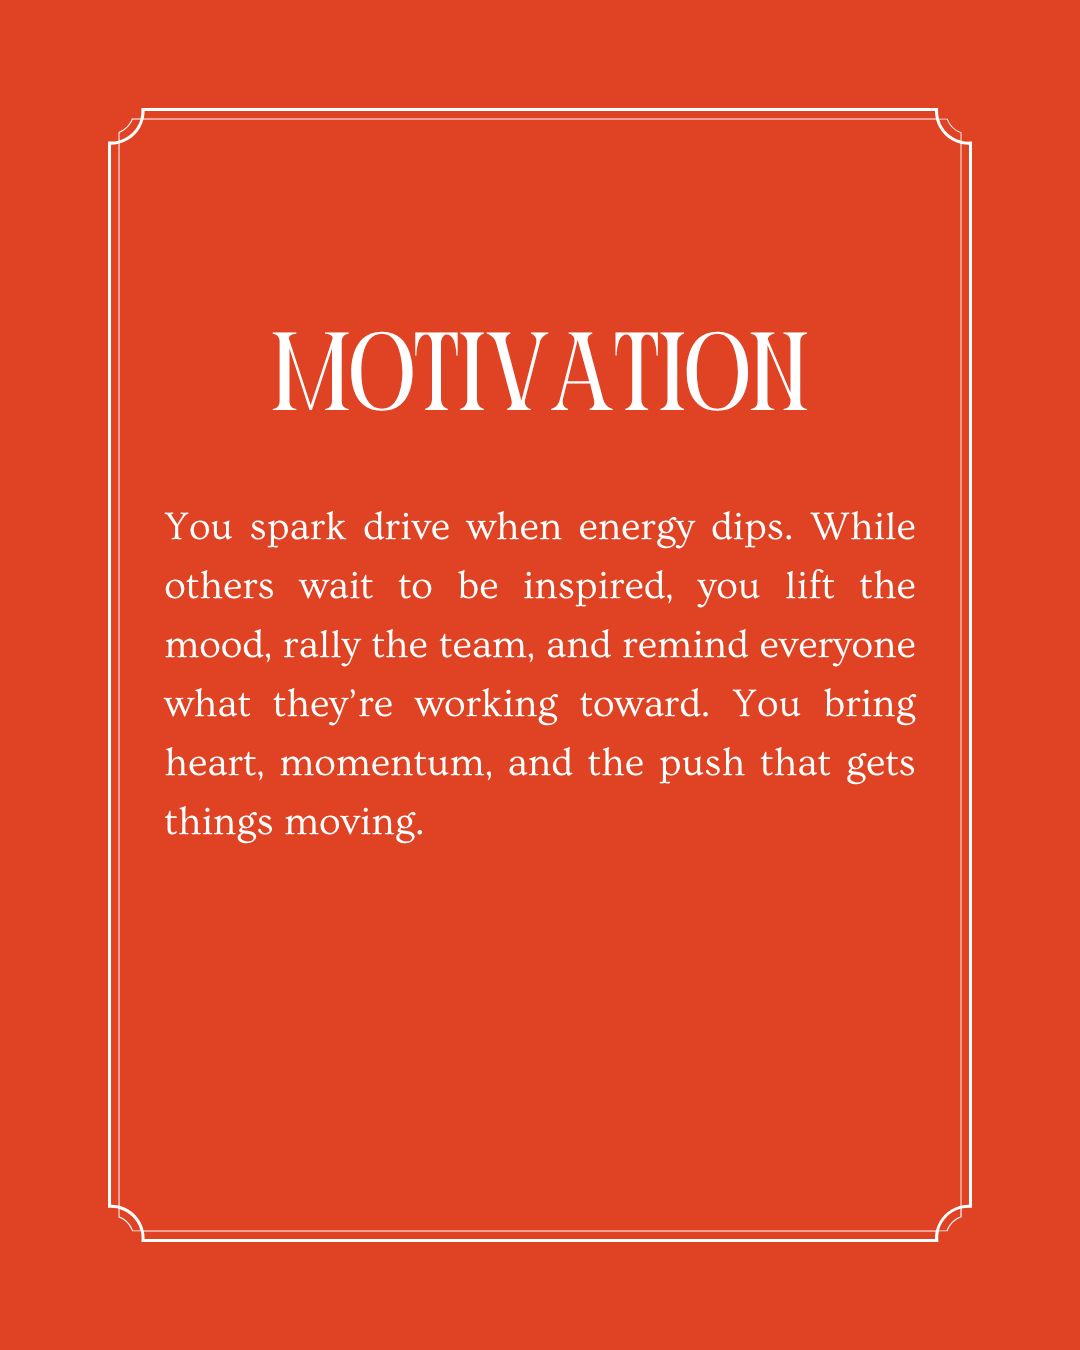 MOTIVATION
You spark drive when energy dips. While
others wait to be inspired, you lift the
mood, rally the team, and remind everyone
what they’re working toward. You bring
heart, momentum, and the push that gets
things moving.